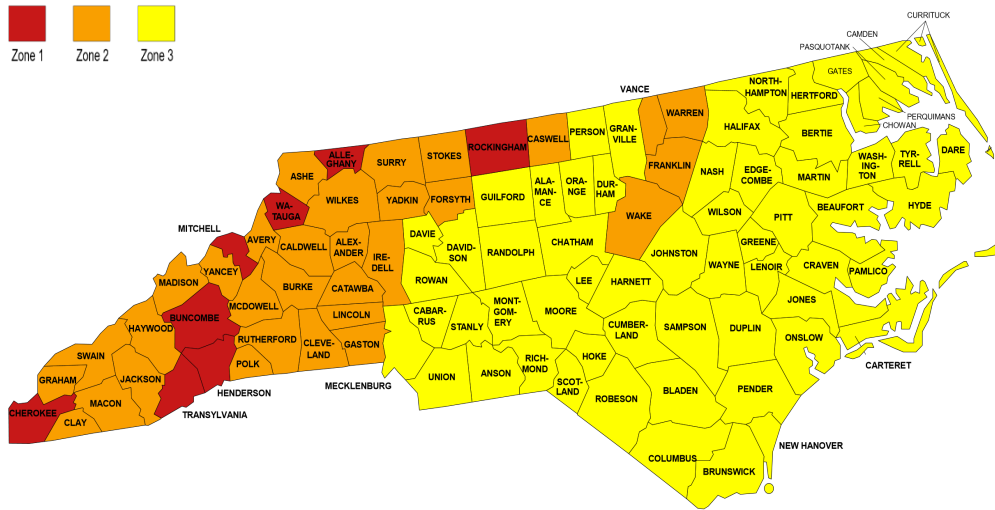 Zone 1
Zone 2
Zone 3
CURRITUCK
CAMDEN
PASQUOTANK
GATES
PERQUIMANS
CHOWAN
VANCE
NORTH-
HAMPTON
HERTFORD
WARREN
HALIFAX
BERTIE
ROCKINGHAM
CASWELL
PERSON
GRAN-
VILLE
ALLE-
GHANY
SURRY
STOKES
ASHE
FRANKLIN
NASH
EDGE-
COMBE
MARTIN
WASH-
ING-
TON
TYR-
RELL
DARE
WA-
TAUGA
WILKES
YADKIN
FORSYTH
GUILFORD
ALA-
MAN-
CE
ORA-
NGE
DUR-
HAM
WAKE
WILSON
PITT
BEAUFORT
HYDE
MITCHELL
AVERY
CALDWELL
ALEX-
ANDER
IRE-
DELL
DAVIE
DAVID-
SON
RANDOLPH
CHATHAM
JOHNSTON
GREENE
WAYNE
LENOIR
CRAVEN
PAMLICO
YANCEY
MADISON
BURKE
CATAWBA
ROWAN
LEE
HARNETT
JONES
MCDOWELL
BUNCOMBE
HAYWOOD
LINCOLN
CABAR-
RUS
STANLY
MONT-
GOM-
ERY
MOORE
CUMBER-
LAND
SAMPSON
DUPLIN
ONSLOW
RUTHERFORD
CLEVE-
LAND
GASTON
SWAIN
POLK
GRAHAM
JACKSON
HENDERSON
MECKLENBURG
UNION
ANSON
RICH-
MOND
HOKE
SCOT-
LAND
CARTERET
CHEROKEE
MACON
CLAY
TRANSYLVANIA
ROBESON
BLADEN
PENDER
NEW HANOVER
COLUMBUS
BRUNSWICK